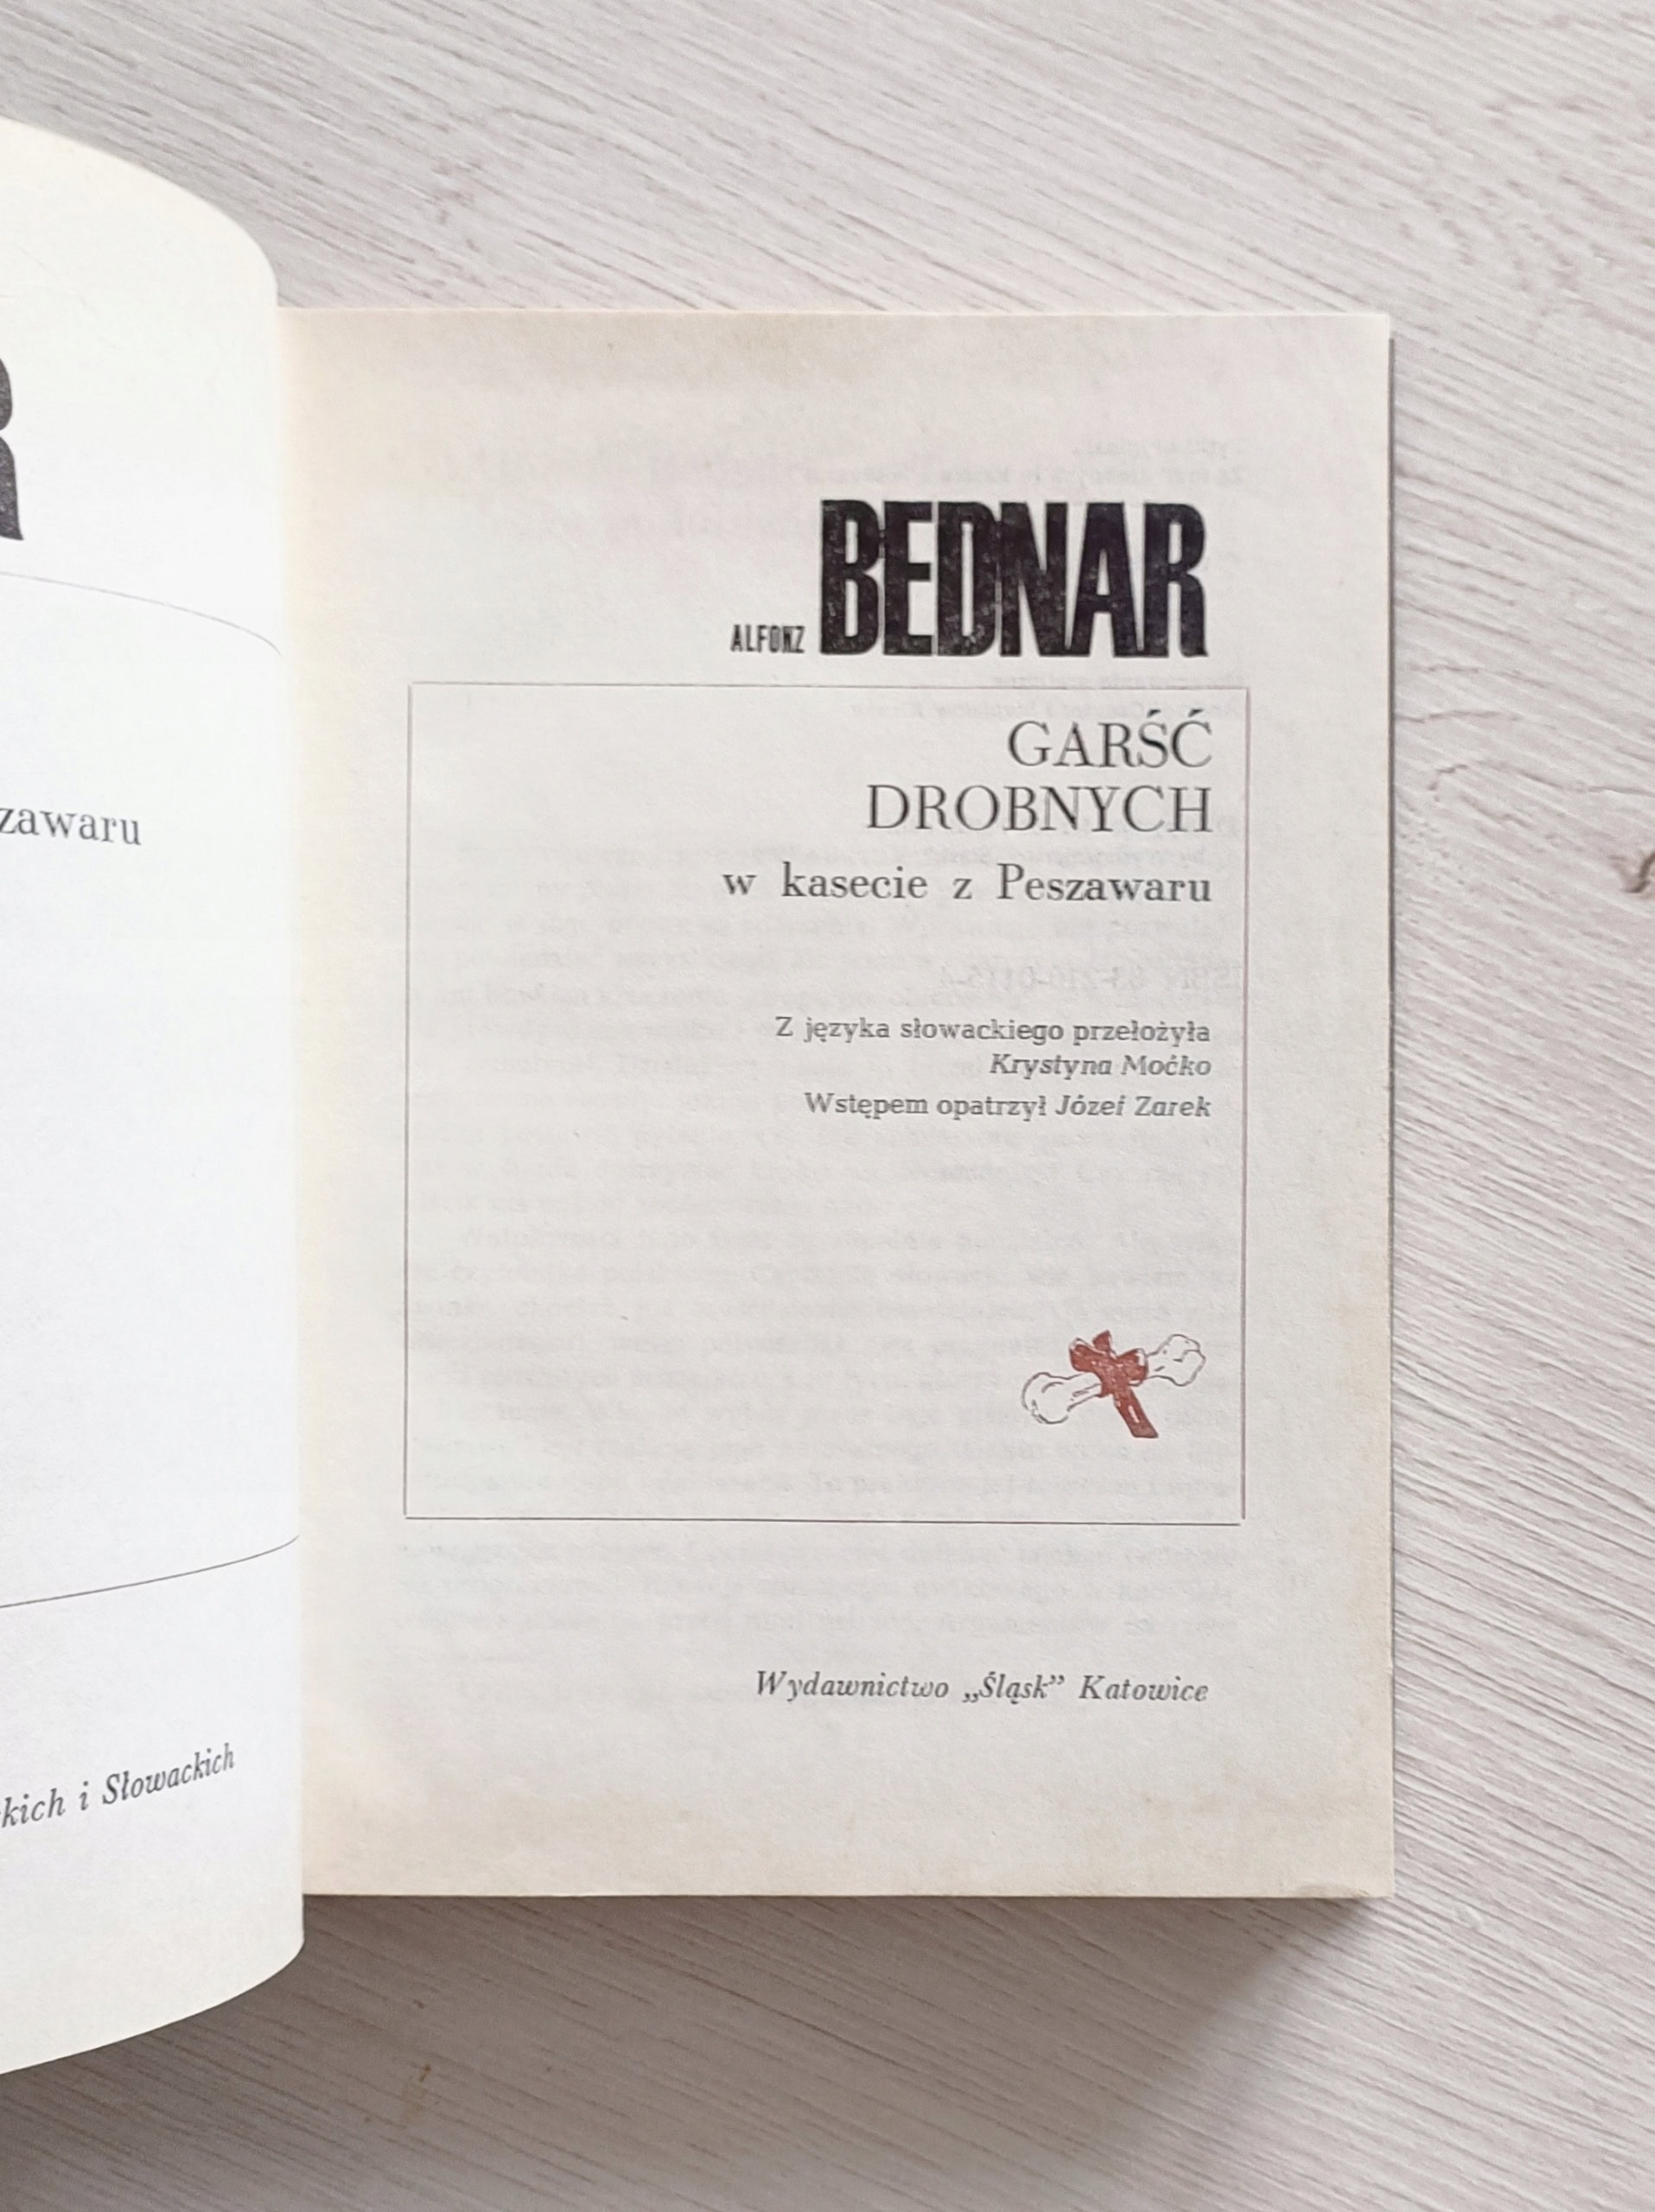 R
zawaru
kich i Słowackich
ALFONZ BEDNAR
GARŚĆ
DROBNYCH
w kasecie z Peszawaru
Z języka słowackiego przełożyła
Krystyna Moćko
Wstępem opatrzył Józef Zarek
Wydawnictwo „Śląsk” Katowice